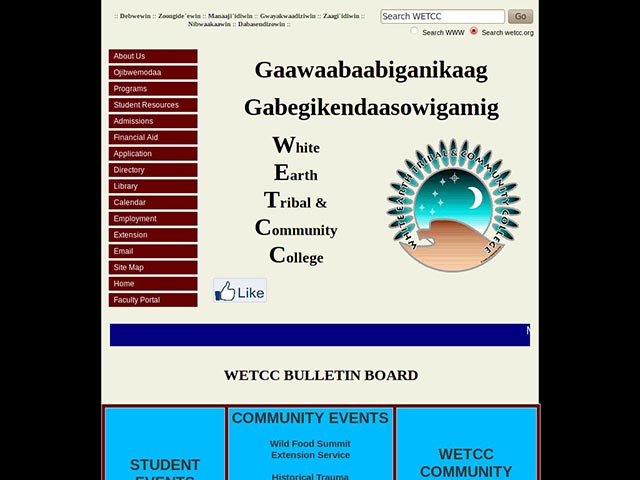 :: Debwewin :: Zoongide`ewin :: Manaaji`idiwin :: Gwayakwaadiziwin :: Zaagi`idiwin ::
Nibwaakaawin :: Dabasendizowin ::
Search WETCC
Go
Search WWW
Search wetcc.org
About Us
Ojibwemodaa
Programs
Student Resources
Admissions
Financial Aid
Application
Directory
Library
Calendar
Employment
Extension
Email
Site Map
Home
Faculty Portal
Gaawaabaabiganikaag
Gabegikendaasowigamig
White
Earth
Tribal &
Community
College
WHITE EARTH TRIBAL & COMMUNITY COLLEGE
Like
WETCC BULLETIN BOARD
STUDENT
EVENTS
COMMUNITY EVENTS
Wild Food Summit
Extension Service
Historical Trauma
WETCC
COMMUNITY